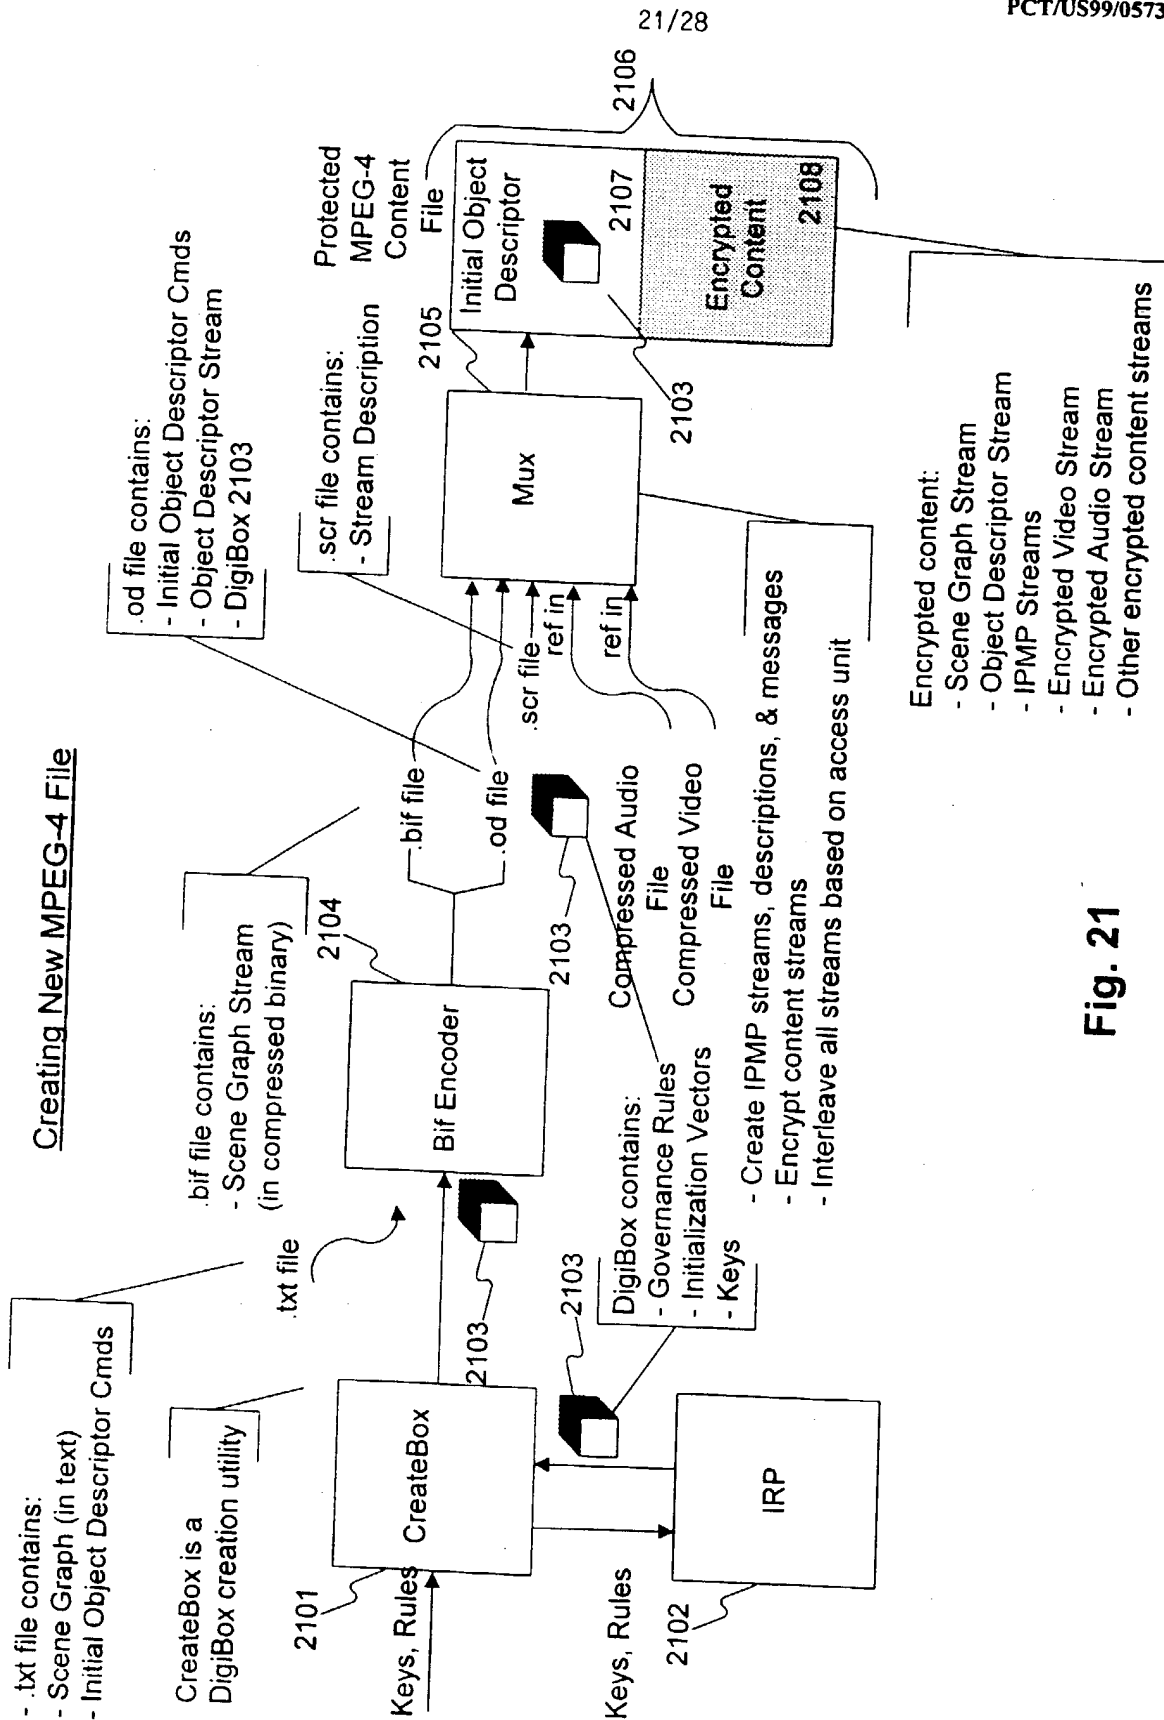 PCT/US99/0573
21/28
Creating New MPEG-4 File
- .txt file contains:
- Scene Graph (in text)
- Initial Object Descriptor Cmds
CreateBox is a
DigiBox creation utility
.bif file contains:
- Scene Graph Stream
(in compressed binary)
.od file contains:
- Initial Object Descriptor Cmds
- Object Descriptor Stream
- DigiBox 2103
.scr file contains:
- Stream Description
Protected
MPEG-4
Content
File
2106
2101
Keys, Rules
CreateBox
.txt file
2103
2104
Bif Encoder
.bif file
.od file
2103
.scr file
ref in
ref in
2105
Mux
Initial Object
Descriptor
2107
2103
Encrypted
Content
2108
Compressed Audio
File
Compressed Video
File
Keys, Rules
2102
IRP
2103
DigiBox contains:
- Governance Rules
- Initialization Vectors
- Keys
- Create IPMP streams, descriptions, & messages
- Encrypt content streams
- Interleave all streams based on access unit
Encrypted content:
- Scene Graph Stream
- Object Descriptor Stream
- IPMP Streams
- Encrypted Video Stream
- Encrypted Audio Stream
- Other encrypted content streams
Fig. 21